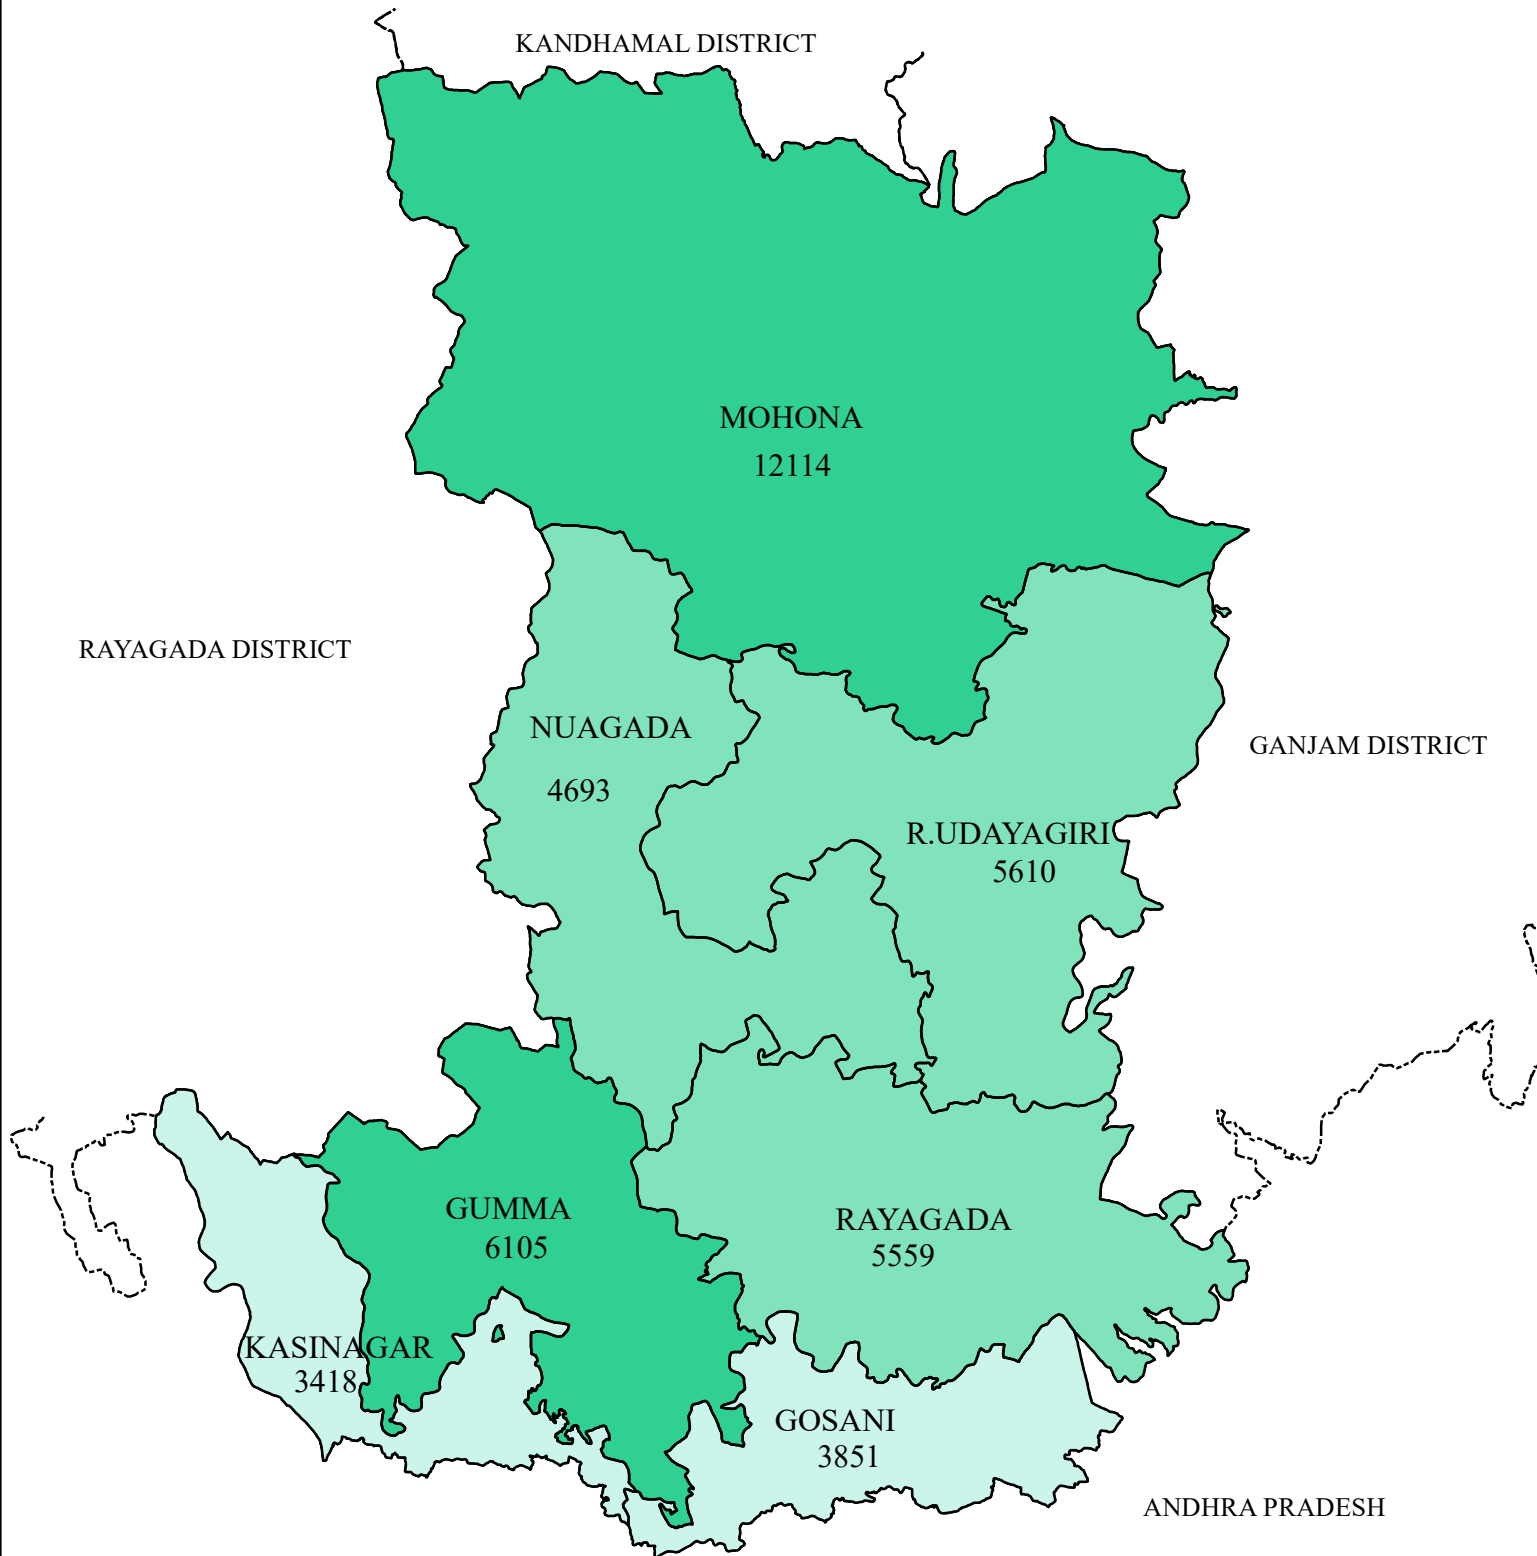 KANDHAMAL DISTRICT
MOHONA
12114
RAYAGADA DISTRICT
NUAGADA
4693
GANJAM DISTRICT
R.UDAYAGIRI
5610
GUMMA
6105
RAYAGADA
5559
KASINAGAR
3418
GOSANI
3851
ANDHRA PRADESH